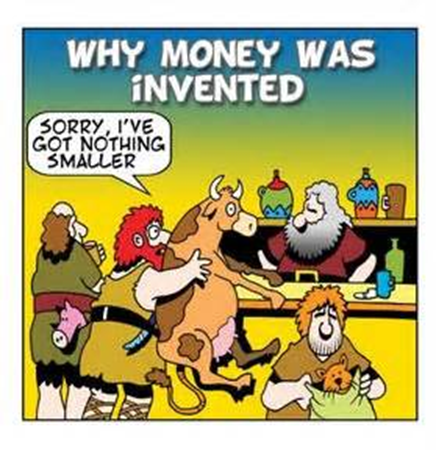 WHY MONEY WAS
iNVENTED
SORRY, I'VE
GOT NOTHING
SMALLER